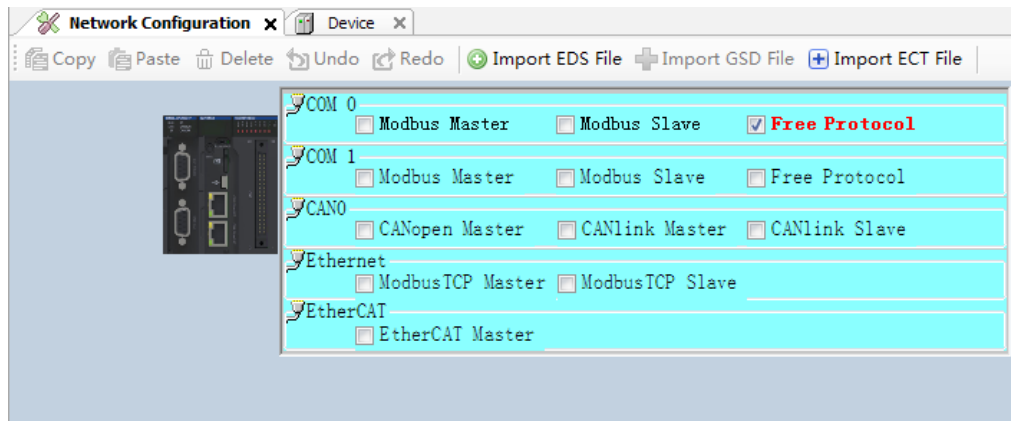 Network Configuration x Device x
Copy Paste Delete Undo Redo Import EDS File Import GSD File Import ECT File
COM 0
Modbus Master Modbus Slave Free Protocol
COM 1
Modbus Master Modbus Slave Free Protocol
CAN0
CANopen Master CANlink Master CANlink Slave
Ethernet
ModbusTCP Master ModbusTCP Slave
EtherCAT
EtherCAT Master